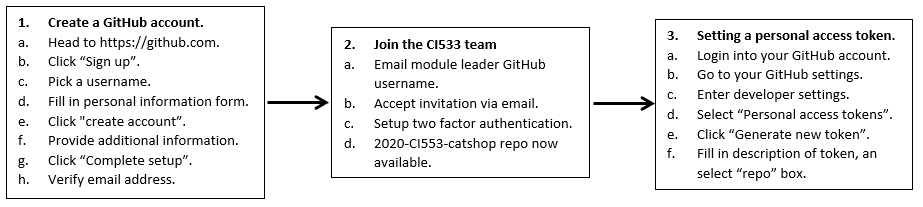 1. Create a GitHub account.
a. Head to https://github.com.
b. Click “Sign up”.
c. Pick a username.
d. Fill in personal information form.
e. Click "create account”.
f. Provide additional information.
g. Click “Complete setup”.
h. Verify email address.
2. Join the CI533 team
a. Email module leader GitHub
username.
b. Accept invitation via email.
c. Setup two factor authentication.
d. 2020-CI553-catshop repo now
available.
3. Setting a personal access token.
a. Login into your GitHub account.
b. Go to your GitHub settings.
c. Enter developer settings.
d. Select “Personal access tokens”.
e. Click “Generate new token”.
f. Fill in description of token, an
select “repo” box.